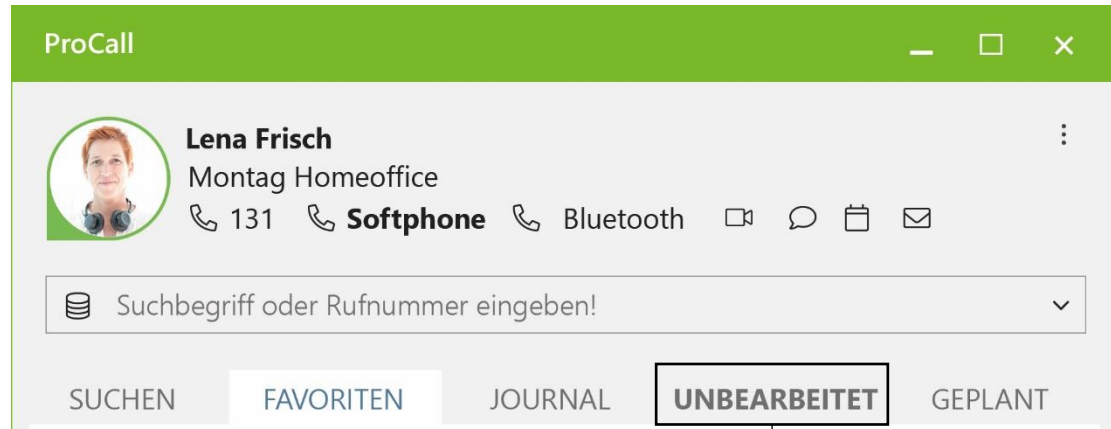 ProCall
Lena Frisch
Montag Homeoffice
131 Softphone Bluetooth
Suchbegriff oder Rufnummer eingeben!
SUCHEN FAVORITEN JOURNAL UNBEARBEITET GEPLANT